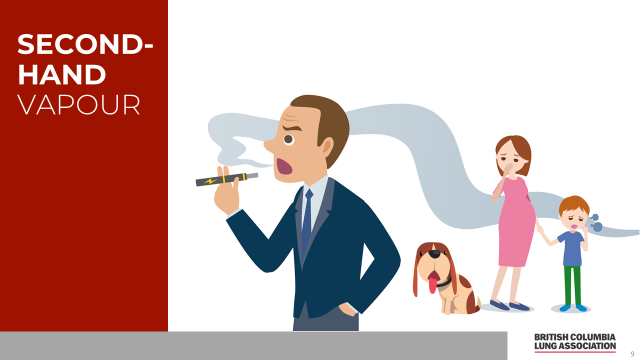 SECOND-
HAND
VAPOUR
BRITISH COLUMBIA
LUNG ASSOCIATION
9